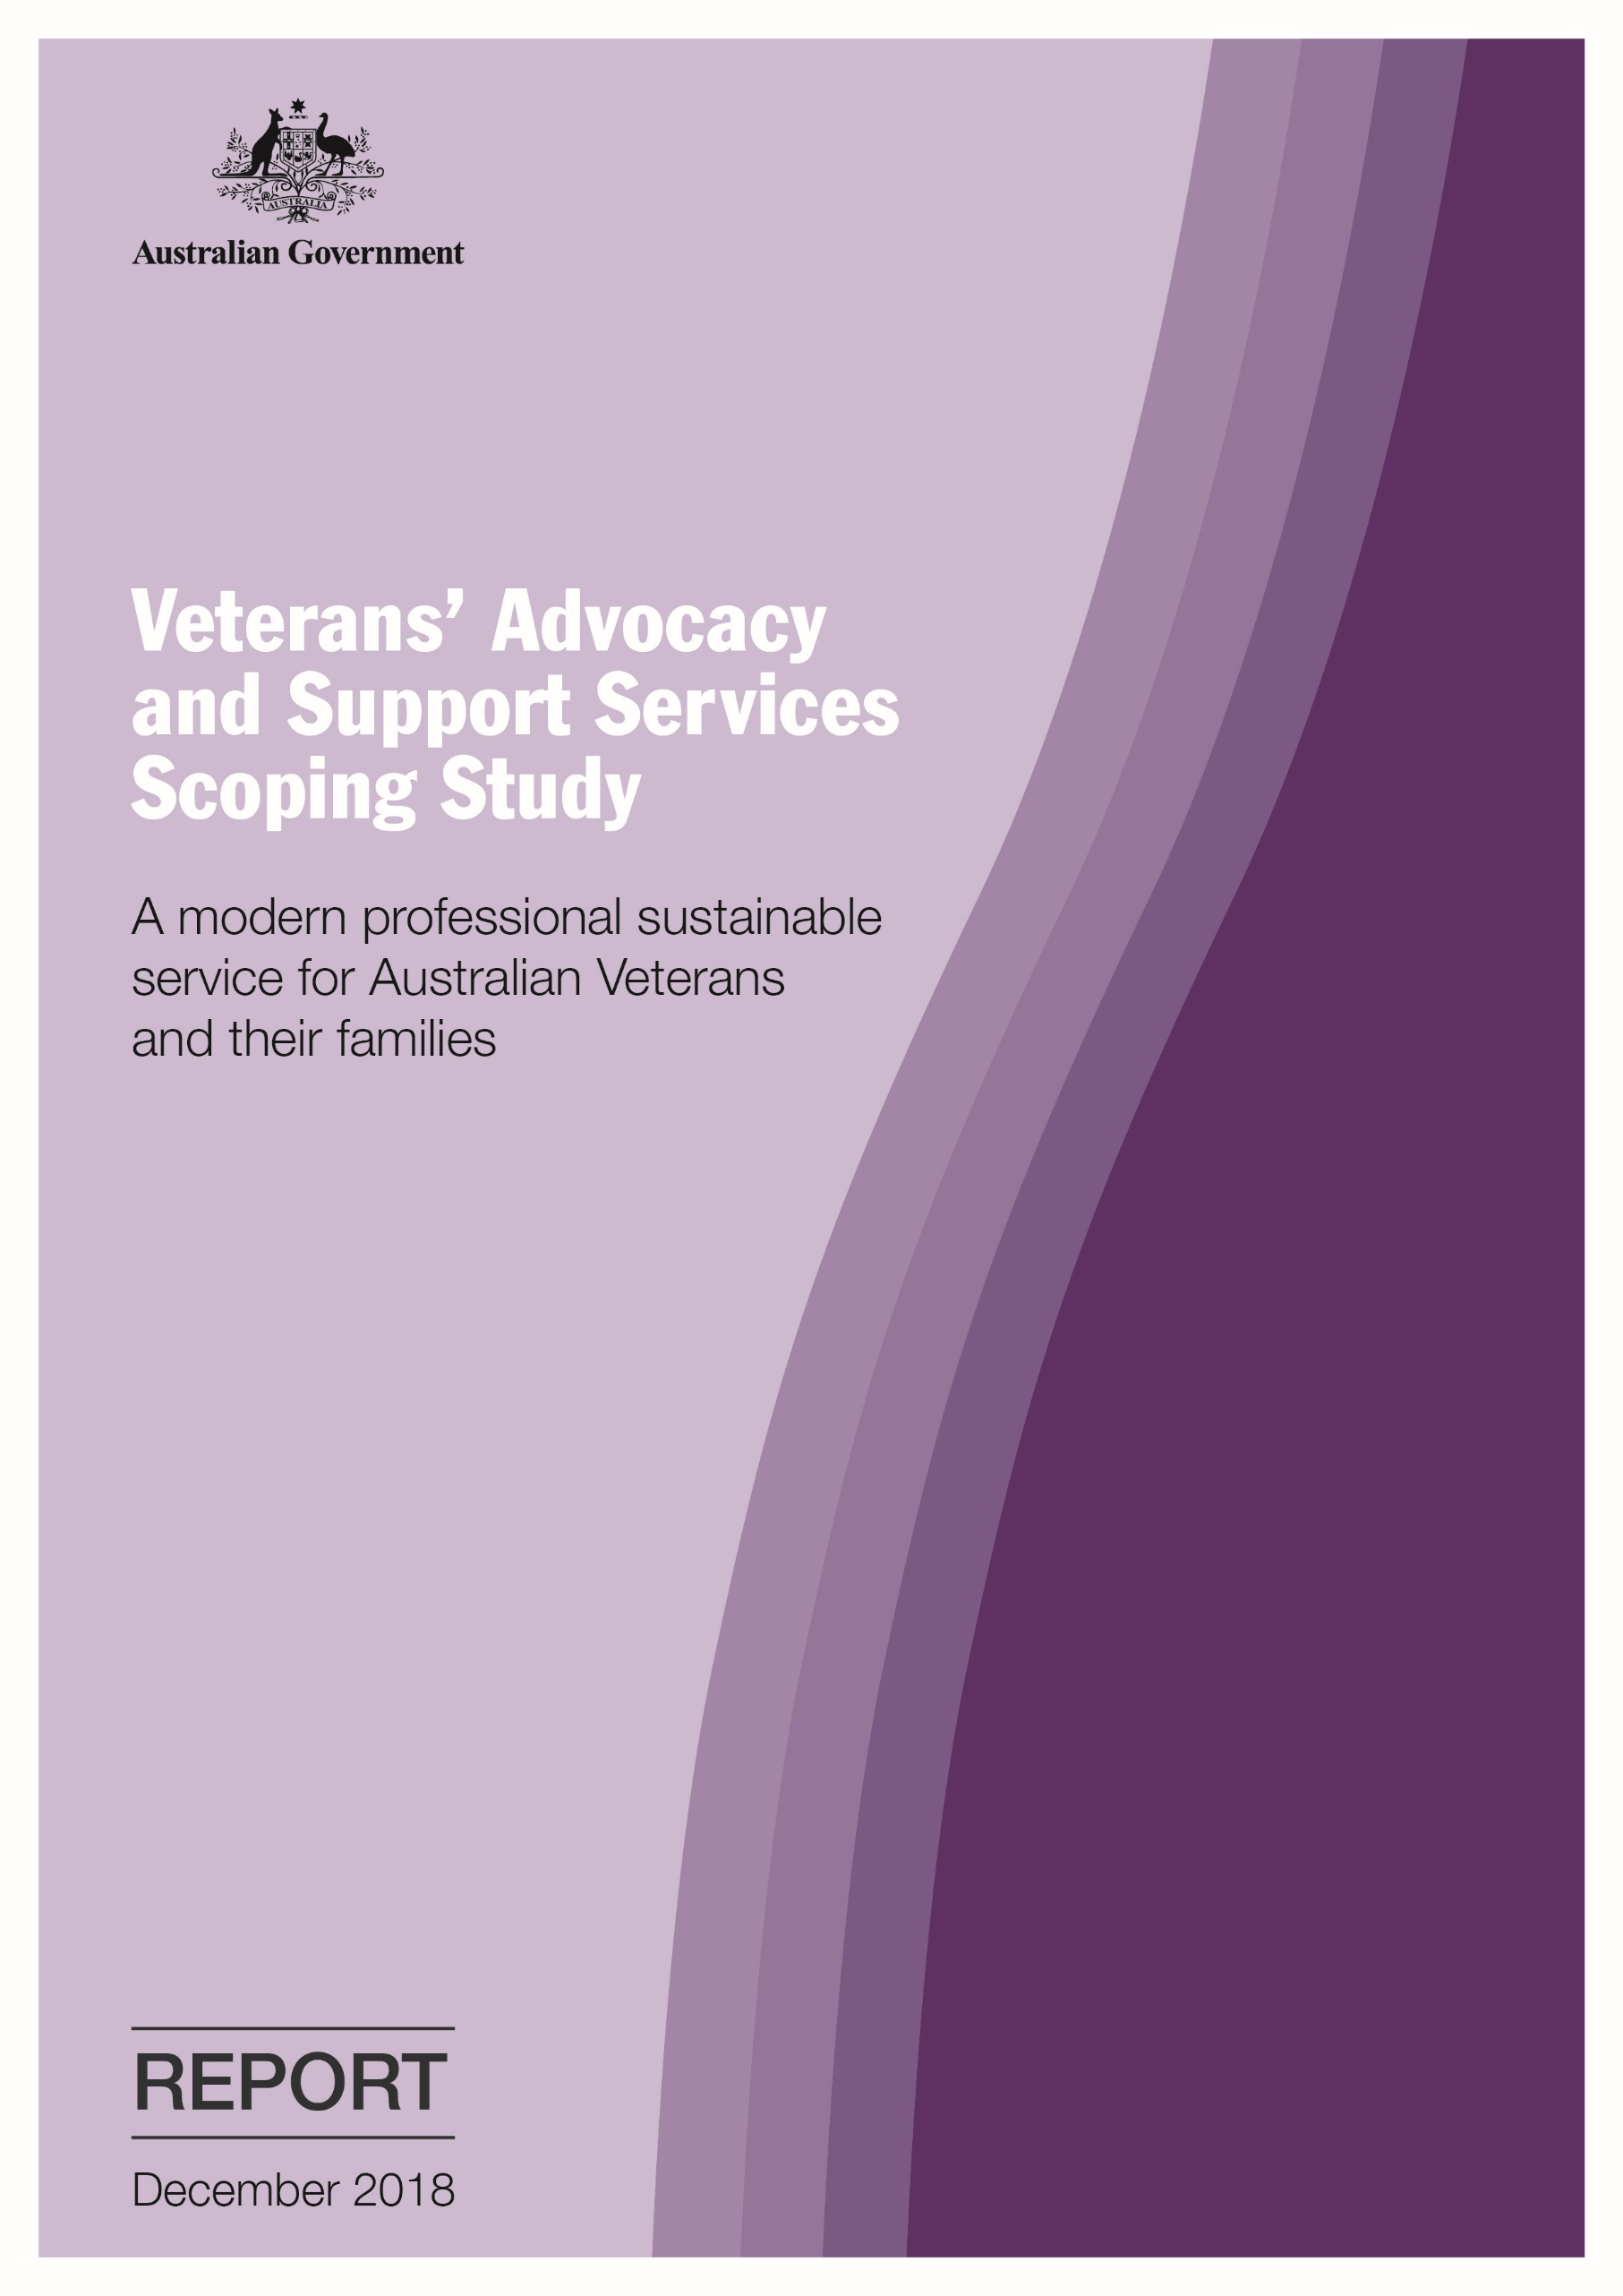 AUSTRALIA
Australian Government
Veterans’ Advocacy
and Support Services
Scoping Study
A modern professional sustainable
service for Australian Veterans
and their families
REPORT
December 2018